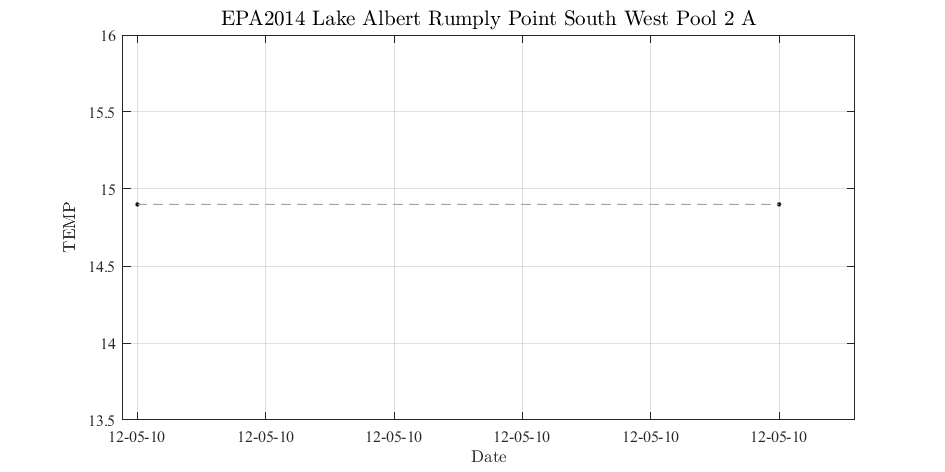 EPA2014 Lake Albert Rumply Point South West Pool 2 A
16
15.5
15
14.5
14
13.5
TEMP
12-05-10 12-05-10 12-05-10 12-05-10 12-05-10 12-05-10
Date